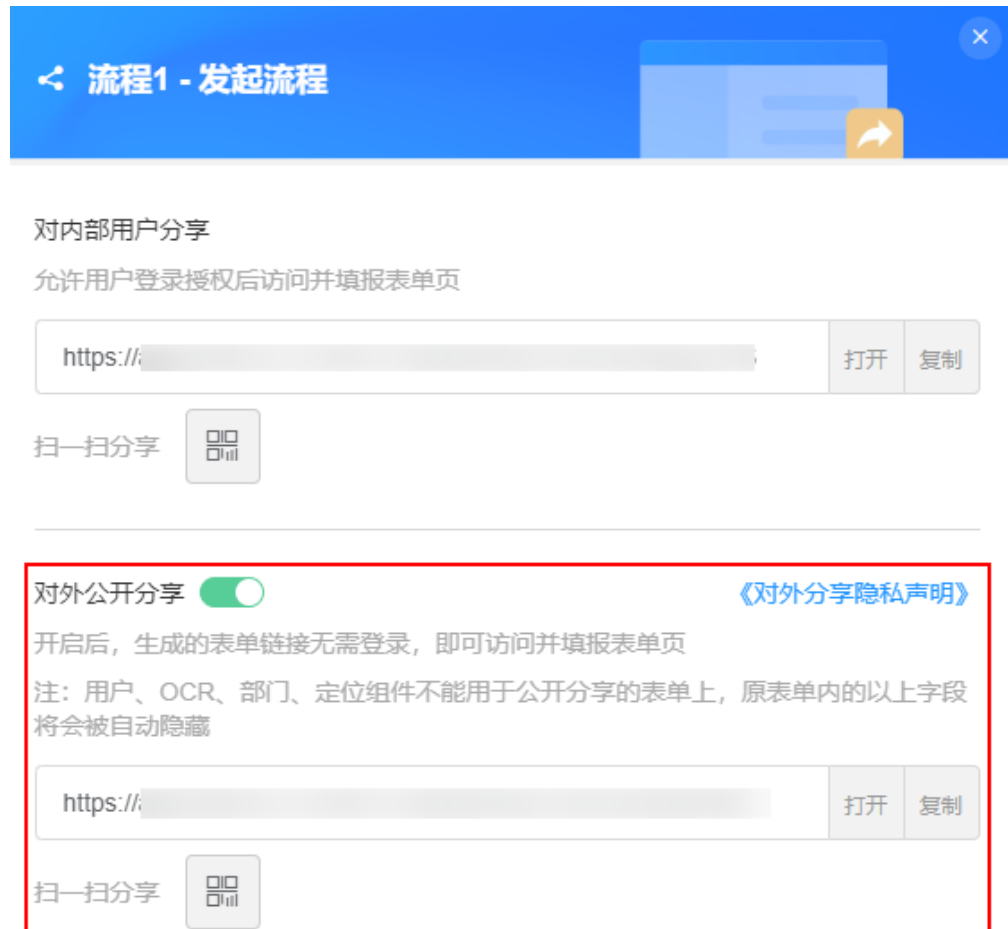 流程1 - 发起流程
对内部用户分享
允许用户登录授权后访问并填报表单页
https://
打开
复制
扫一扫分享
对外公开分享
《对外分享隐私声明》
开启后，生成的表单链接无需登录，即可访问并填报表单页
注：用户、OCR、部门、定位组件不能用于公开分享的表单上，原表单内的以上字段
将会被自动隐藏
https://
打开
复制
扫一扫分享